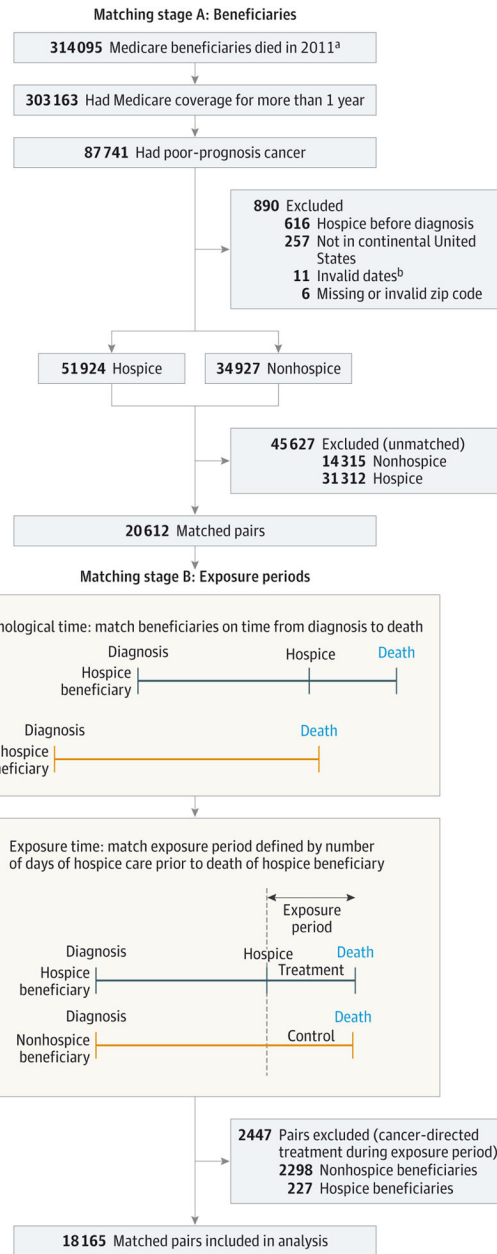 Matching stage A: Beneficiaries
314095 Medicare beneficiaries died in 2011a
303163 Had Medicare coverage for more than 1 year
87741 Had poor-prognosis cancer
890 Excluded
616 Hospice before diagnosis
257 Not in continental United
States
11 Invalid datesb
6 Missing or invalid zip code
51924 Hospice
34927 Nonhospice
45627 Excluded (unmatched)
14315 Nonhospice
31312 Hospice
20612 Matched pairs
Matching stage B: Exposure periods
nological time: match beneficiaries on time from diagnosis to death
Diagnosis
Hospice
Death
Hospice
beneficiary
Diagnosis
Death
hospice
eficiary
Exposure time: match exposure period defined by number
of days of hospice care prior to death of hospice beneficiary
Exposure
period
Diagnosis
Hospice
Death
Hospice
beneficiary
Treatment
Diagnosis
Death
Nonhospice
beneficiary
Control
2447 Pairs excluded (cancer-directed
treatment during exposure period)
2298 Nonhospice beneficiaries
227 Hospice beneficiaries
18165 Matched pairs included in analysis